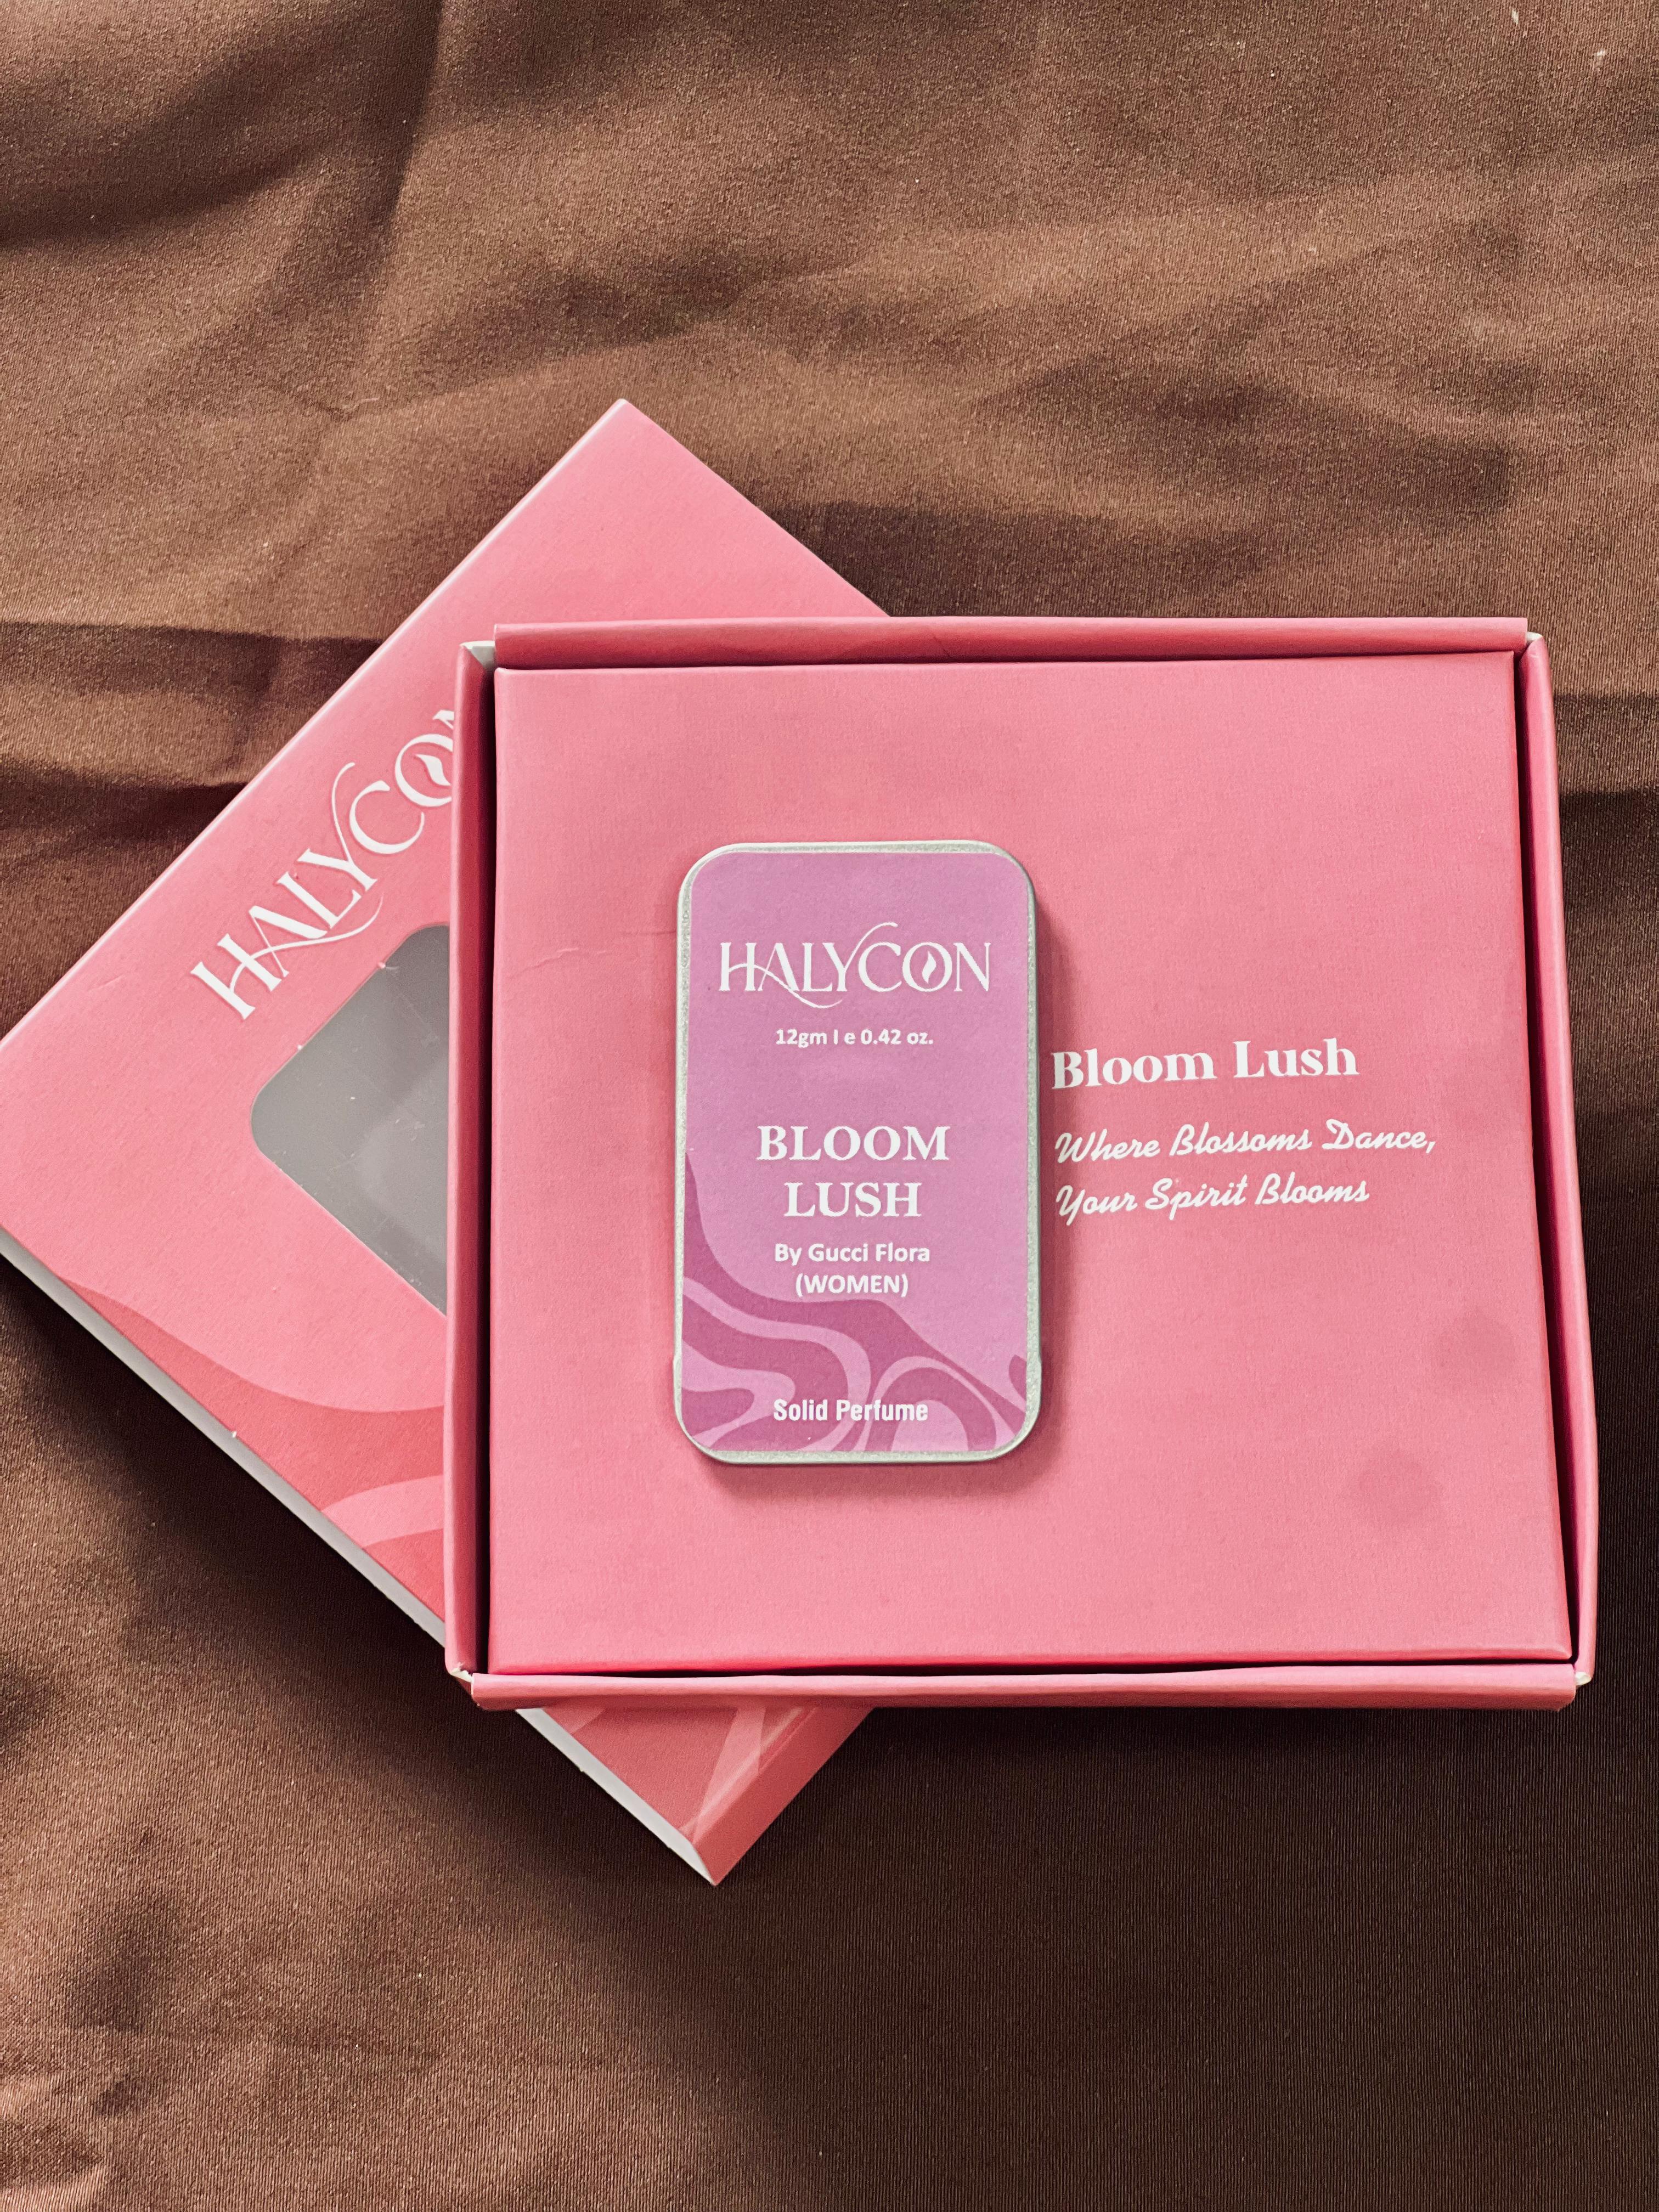 HALYCON
HALYCON
12gm l e 0.42 oz.
BLOOM
LUSH
By Gucci Flora
(WOMEN)
Solid Perfume
Bloom Lush
Where Blossoms Dance,
Your Spirit Blooms